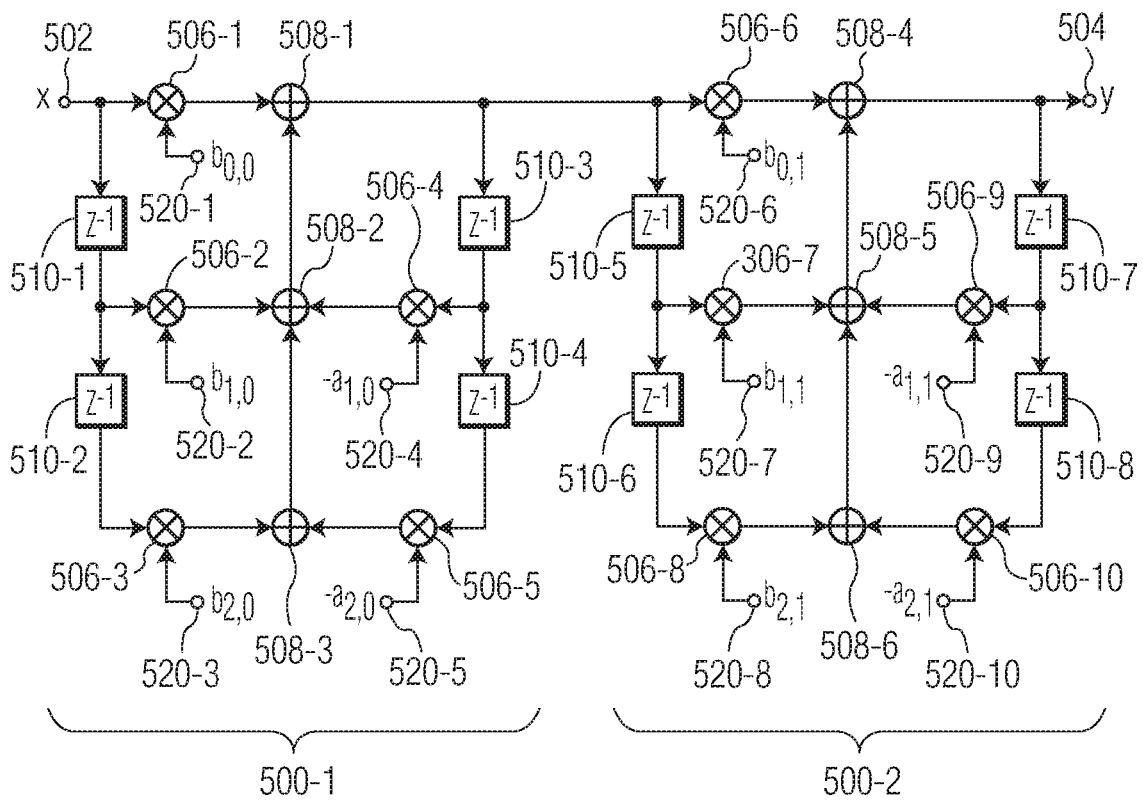 502 506-1 508-1 506-6 508-4 504
x y
b0,0 b0,1
520-1 506-4 510-3 520-6 506-9
z-1 z-1 z-1 z-1
510-1 506-2 508-2 510-5 306-7 508-5 510-7
b1,0 -a1,0 510-4 b1,1 -a1,1
z-1 z-1 z-1 z-1
510-2 520-2 520-4 510-6 520-7 520-9 510-8
506-3 506-5 506-8 506-10
b2,0 -a2,0 b2,1 -a2,1
520-3 508-3 520-5 520-8 508-6 520-10
500-1 500-2